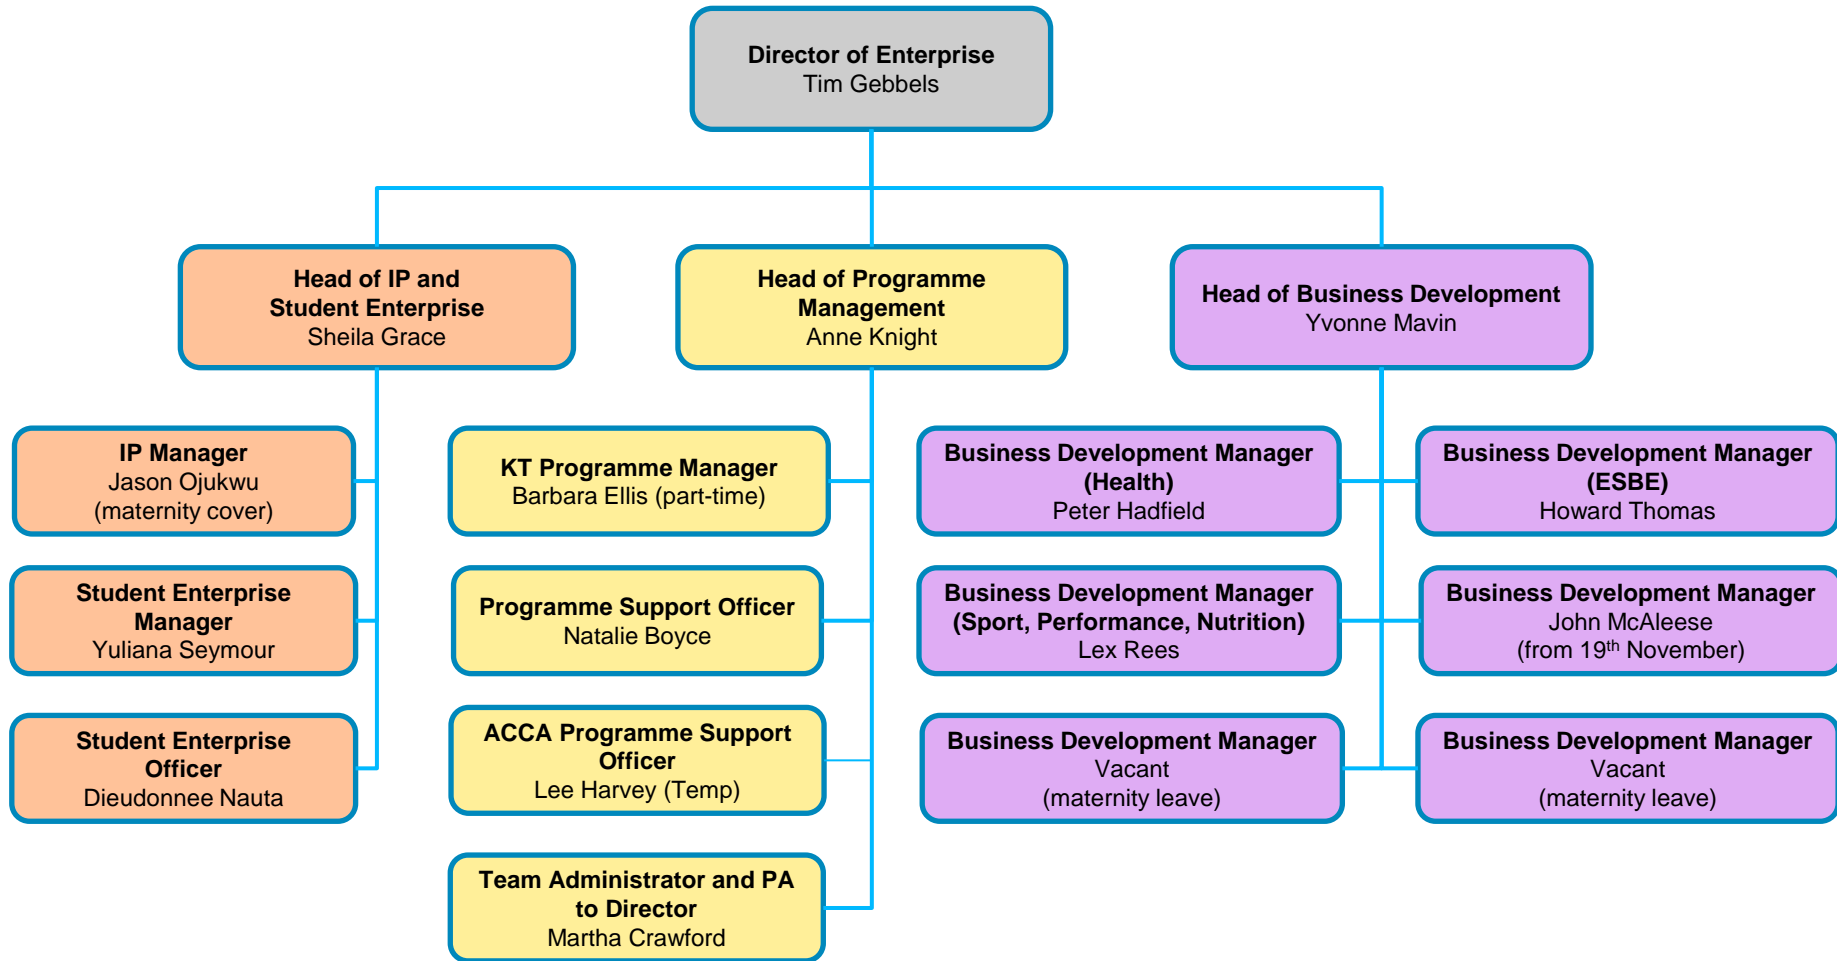 Director of Enterprise
Tim Gebbels
Head of IP and
Student Enterprise
Sheila Grace
Head of Programme
Management
Anne Knight
Head of Business Development
Yvonne Mavin
IP Manager
Jason Ojukwu
(maternity cover)
Student Enterprise
Manager
Yuliana Seymour
Student Enterprise
Officer
Dieudonnee Nauta
KT Programme Manager
Barbara Ellis (part-time)
Programme Support Officer
Natalie Boyce
ACCA Programme Support
Officer
Lee Harvey (Temp)
Team Administrator and PA
to Director
Martha Crawford
Business Development Manager
(Health)
Peter Hadfield
Business Development Manager
(Sport, Performance, Nutrition)
Lex Rees
Business Development Manager
Vacant
(maternity leave)
Business Development Manager
(ESBE)
Howard Thomas
Business Development Manager
John McAleese
(from 19th November)
Business Development Manager
Vacant
(maternity leave)